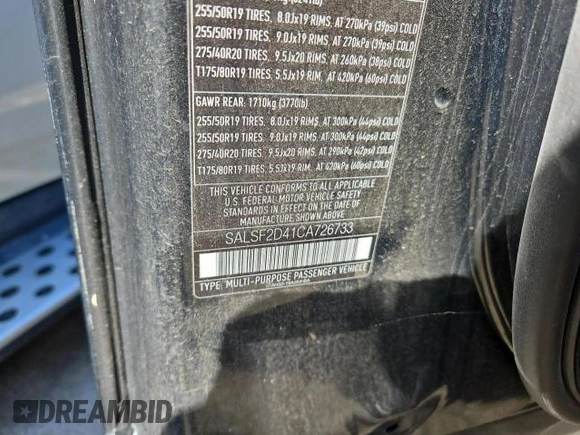 255/50R19 TIRES, 8.0Jx19 RIMS, AT 270kPa (39psi) COLD
255/50R19 TIRES, 9.0Jx19 RIMS, AT 270kPa (39psi) COLD
275/40R20 TIRES, 9.5Jx20 RIMS, AT 260kPa (38psi) COLD
T175/80R19 TIRES, 5.5Jx19 RIM, AT 420kPa (60psi) COLD
GAWR REAR: 1710kg (3770lb)
255/50R19 TIRES, 8.0Jx19 RIMS, AT 300kPa (44psi) COLD
255/50R19 TIRES, 9.0Jx19 RIMS, AT 300kPa (44psi) COLD
275/40R20 TIRES, 9.5Jx20 RIMS, AT 290kPa (42psi) COLD
T175/80R19 TIRES, 5.5Jx19 RIM, AT 420kPa (60psi) COLD
THIS VEHICLE CONFORMS TO ALL APPLICABLE
U.S. FEDERAL MOTOR VEHICLE SAFETY
STANDARDS IN EFFECT ON THE DATE OF
MANUFACTURE SHOWN ABOVE.
SALSF2D41CA726733
TYPE: MULTI-PURPOSE PASSENGER VEHICLE
DREAMBID